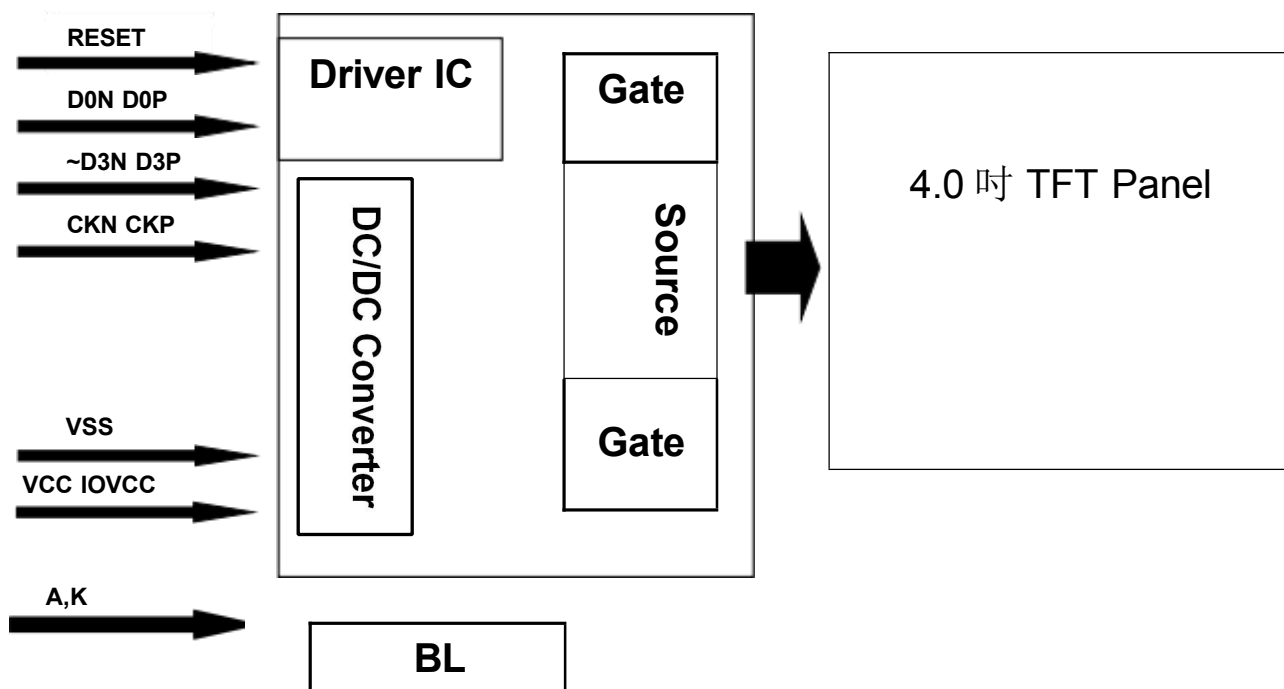 RESET
D0N D0P
~D3N D3P
CKN CKP
VSS
VCC IOVCC
A,K
Driver IC
DC/DC Converter
Gate
Source
Gate
BL
4.0 吋 TFT Panel